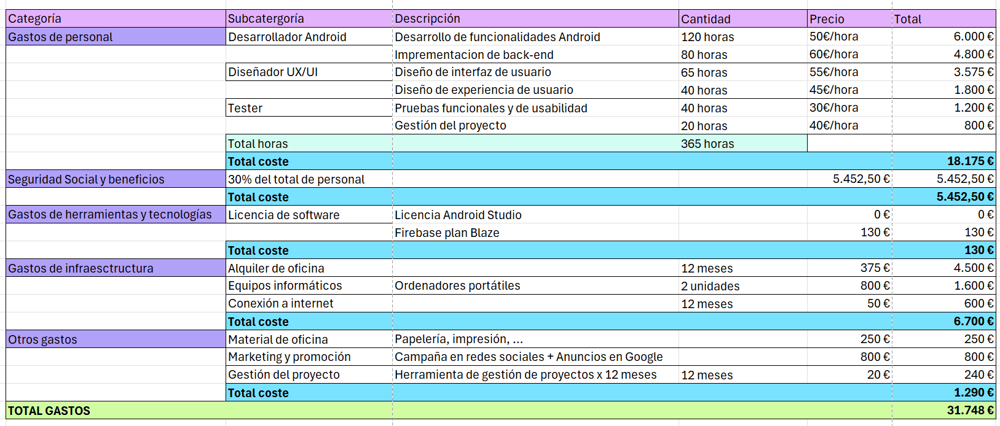 Categoría Subcatergoría Descripción Cantidad Precio Total
Gastos de personal Desarrollador Android Desarrollo de funcionalidades Android 120 horas 50€/hora 6.000 €
Imprementacion de back-end 80 horas 60€/hora 4.800 €
Diseñador UX/UI Diseño de interfaz de usuario 65 horas 55€/hora 3.575 €
Diseño de experiencia de usuario 40 horas 45€/hora 1.800 €
Tester Pruebas funcionales y de usabilidad 40 horas 30€/hora 1.200 €
Gestión del proyecto 20 horas 40€/hora 800 €
Total horas 365 horas
Total coste 18.175 €
Seguridad Social y beneficios 30% del total de personal 5.452,50 € 5.452,50 €
Total coste 5.452,50 €
Gastos de herramientas y tecnologías Licencia de software Licencia Android Studio 0 € 0 €
Firebase plan Blaze 130 € 130 €
Total coste 130 €
Gastos de infraesctructura Alquiler de oficina 12 meses 375 € 4.500 €
Equipos informáticos Ordenadores portátiles 2 unidades 800 € 1.600 €
Conexión a internet 12 meses 50 € 600 €
Total coste 6.700 €
Otros gastos Material de oficina Papelería, impresión, ... 250 € 250 €
Marketing y promoción Campaña en redes sociales + Anuncios en Google 800 € 800 €
Gestión del proyecto Herramienta de gestión de proyectos x 12 meses 12 meses 20 € 240 €
Total coste 1.290 €
TOTAL GASTOS 31.748 €